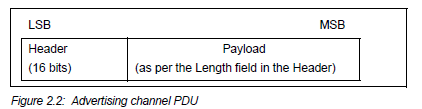 LSB MSB
Header Payload
(16 bits) (as per the Length field in the Header)
Figure 2.2: Advertising channel PDU